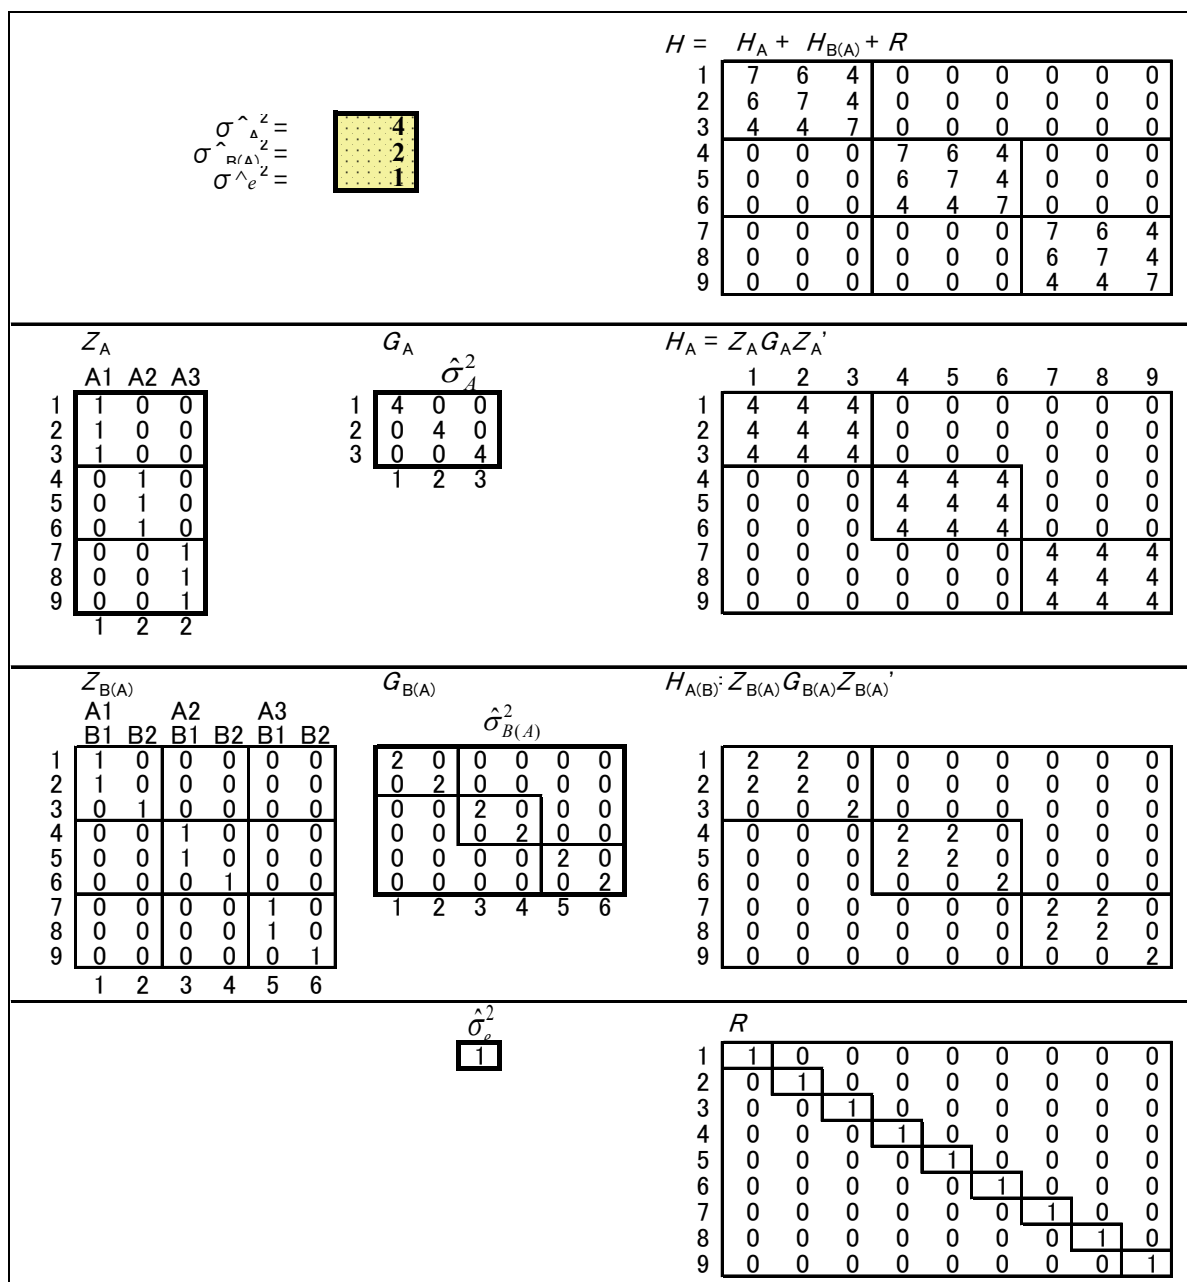 H = H_A + H_B(A) + R
1 7 6 4 0 0 0 0 0 0
2 6 7 4 0 0 0 0 0 0
3 4 4 7 0 0 0 0 0 0
4 0 0 0 7 6 4 0 0 0
5 0 0 0 6 7 4 0 0 0
6 0 0 0 4 4 7 0 0 0
7 0 0 0 0 0 0 7 6 4
8 0 0 0 0 0 0 6 7 4
9 0 0 0 0 0 0 4 4 7
σ^_A^2 = 4
σ^_B(A)^2 = 2
σ^_e^2 = 1
Z_A
A1 A2 A3
1 1 0 0
2 1 0 0
3 1 0 0
4 0 1 0
5 0 1 0
6 0 1 0
7 0 0 1
8 0 0 1
9 0 0 1
1 2 2
G_A
σ̂²_A
1 4 0 0
2 0 4 0
3 0 0 4
1 2 3
H_A = Z_A G_A Z_A'
1 2 3 4 5 6 7 8 9
1 4 4 4 0 0 0 0 0 0
2 4 4 4 0 0 0 0 0 0
3 4 4 4 0 0 0 0 0 0
4 0 0 0 4 4 4 0 0 0
5 0 0 0 4 4 4 0 0 0
6 0 0 0 4 4 4 0 0 0
7 0 0 0 0 0 0 4 4 4
8 0 0 0 0 0 0 4 4 4
9 0 0 0 0 0 0 4 4 4
Z_B(A)
A1 A2 A3
B1 B2 B1 B2 B1 B2
1 1 0 0 0 0 0
2 1 0 0 0 0 0
3 0 1 0 0 0 0
4 0 0 1 0 0 0
5 0 0 1 0 0 0
6 0 0 0 1 0 0
7 0 0 0 0 1 0
8 0 0 0 0 1 0
9 0 0 0 0 0 1
1 2 3 4 5 6
G_B(A)
σ̂²_B(A)
2 0 0 0 0 0
0 2 0 0 0 0
0 0 2 0 0 0
0 0 0 2 0 0
0 0 0 0 2 0
0 0 0 0 0 2
1 2 3 4 5 6
H_A(B): Z_B(A) G_B(A) Z_B(A)'
1 2 2 0 0 0 0 0 0 0
2 2 2 0 0 0 0 0 0 0
3 0 0 2 0 0 0 0 0 0
4 0 0 0 2 2 0 0 0 0
5 0 0 0 2 2 0 0 0 0
6 0 0 0 0 0 2 0 0 0
7 0 0 0 0 0 0 2 2 0
8 0 0 0 0 0 0 2 2 0
9 0 0 0 0 0 0 0 0 2
σ̂²_e
1
R
1 1 0 0 0 0 0 0 0 0
2 0 1 0 0 0 0 0 0 0
3 0 0 1 0 0 0 0 0 0
4 0 0 0 1 0 0 0 0 0
5 0 0 0 0 1 0 0 0 0
6 0 0 0 0 0 1 0 0 0
7 0 0 0 0 0 0 1 0 0
8 0 0 0 0 0 0 0 1 0
9 0 0 0 0 0 0 0 0 1